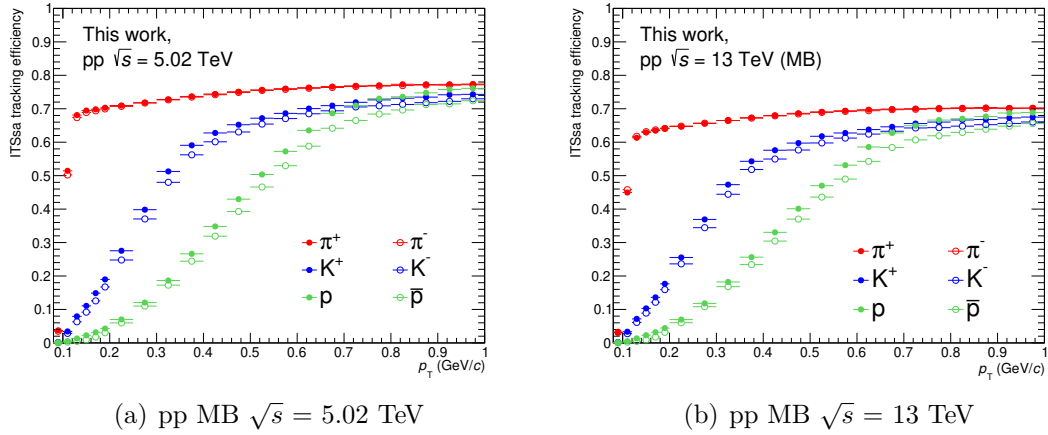 ITSsa tracking efficiency
1
0.9
0.8
0.7
0.6
0.5
0.4
0.3
0.2
0.1
0
This work,
pp √s = 5.02 TeV
π⁺ π⁻
K⁺ K⁻
p p̅
0.1 0.2 0.3 0.4 0.5 0.6 0.7 0.8 0.9 1
p_T (GeV/c)
(a) pp MB √s = 5.02 TeV
ITSsa tracking efficiency
1
0.9
0.8
0.7
0.6
0.5
0.4
0.3
0.2
0.1
0
This work,
pp √s = 13 TeV (MB)
π⁺ π⁻
K⁺ K⁻
p p̅
0.1 0.2 0.3 0.4 0.5 0.6 0.7 0.8 0.9 1
p_T (GeV/c)
(b) pp MB √s = 13 TeV